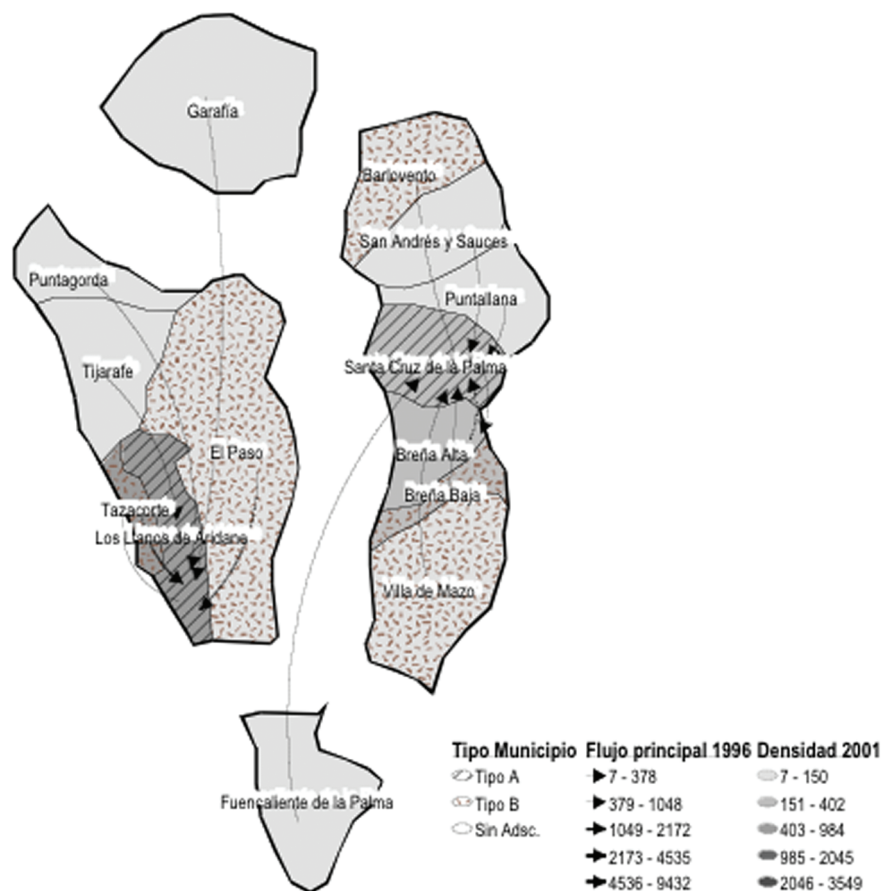 Garafía
Barlovento
San Andrés y Sauces
Puntagorda
Puntallana
Santa Cruz de la Palma
Tijarafe
El Paso
Breña Alta
Breña Baja
Tazacorte
Los Llanos de Aridane
Villa de Mazo
Fuencaliente de la Palma
Tipo Municipio Flujo principal 1996 Densidad 2001
Tipo A 7 - 378 7 - 150
Tipo B 379 - 1048 151 - 402
Sin Adsc. 1049 - 2172 403 - 984
2173 - 4535 985 - 2045
4536 - 9432 2046 - 3549